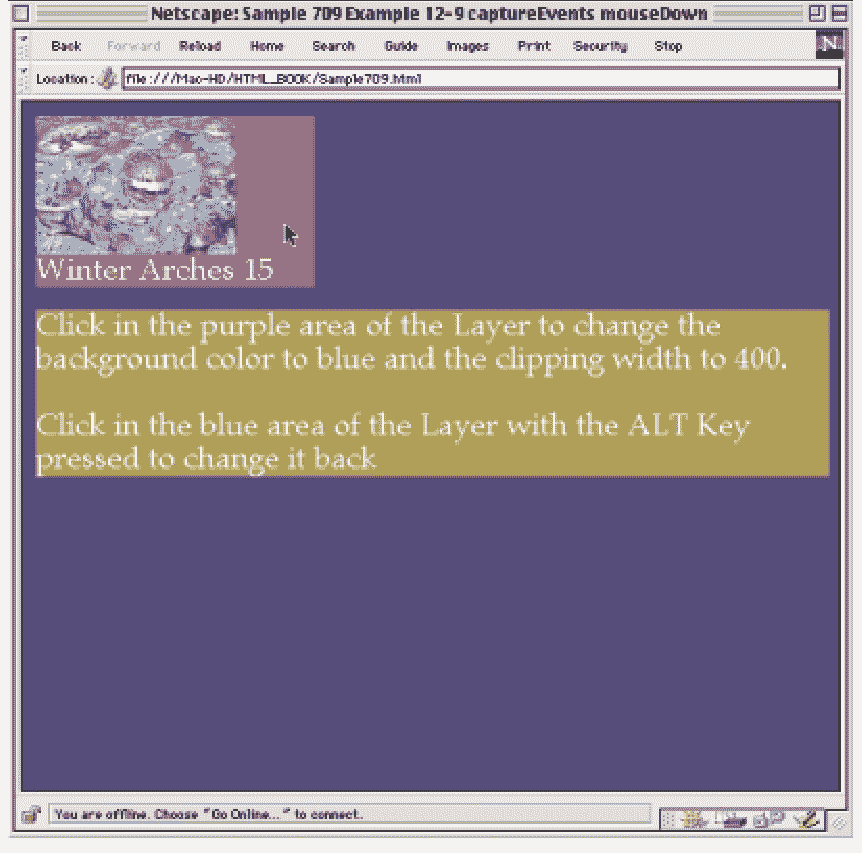 Netscape: Sample 709 Example 12-9 captureEvents mouseDown
Back Forward Reload Home Search Guide Images Print Security Stop
N
Location: file:///Mac-HD/HTML_BOOK/Sample709.html
Winter Arches 15
Click in the purple area of the Layer to change the
background color to blue and the clipping width to 400.
Click in the blue area of the Layer with the ALT Key
pressed to change it back
You are offline. Choose "Go Online..." to connect.